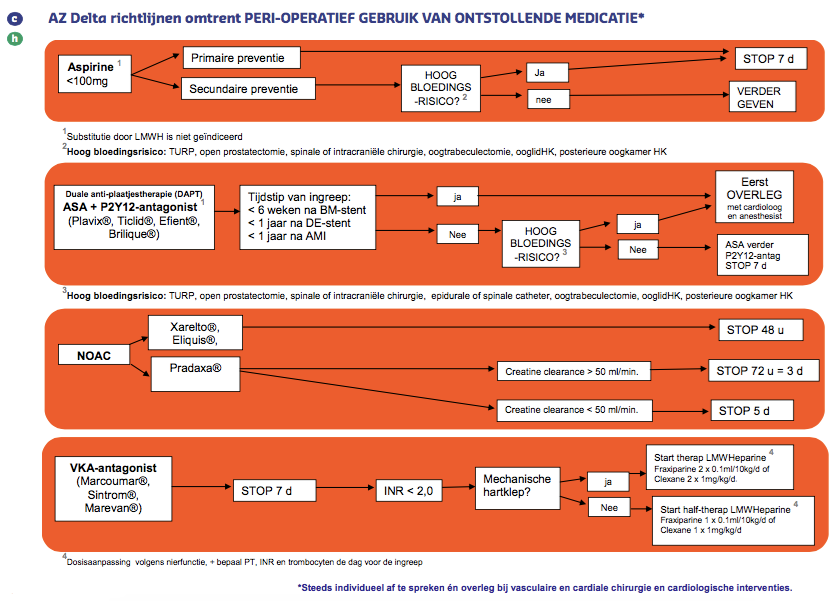 c
h
AZ Delta richtlijnen omtrent PERI-OPERATIEF GEBRUIK VAN ONTSTOLLENDE MEDICATIE*
Aspirine 1
<100mg
Primaire preventie
Secundaire preventie
HOOG
BLOEDINGS
-RISICO? 2
Ja
nee
STOP 7 d
VERDER
GEVEN
1Substitutie door LMWH is niet geïndiceerd
2Hoog bloedingsrisico: TURP, open prostatectomie, spinale of intracraniële chirurgie, oogtrabeculectomie, ooglidHK, posterieure oogkamer HK
Duale anti-plaatjestherapie (DAPT)
ASA + P2Y12-antagonist 1
(Plavix®, Ticlid®, Efient®,
Brilique®)
Tijdstip van ingreep:
< 6 weken na BM-stent
< 1 jaar na DE-stent
< 1 jaar na AMI
ja
Nee
HOOG
BLOEDINGS
-RISICO? 3
ja
Nee
Eerst
OVERLEG
met cardioloog
en anesthesist
ASA verder
P2Y12-antag
STOP 7 d
3Hoog bloedingsrisico: TURP, open prostatectomie, spinale of intracraniële chirurgie, epidurale of spinale catheter, oogtrabeculectomie, ooglidHK, posterieure oogkamer HK
NOAC
Xarelto®,
Eliquis®,
Pradaxa®
STOP 48 u
Creatine clearance > 50 ml/min.
STOP 72 u = 3 d
Creatine clearance < 50 ml/min.
STOP 5 d
VKA-antagonist
(Marcoumar®,
Sintrom®,
Marevan®)
STOP 7 d
INR < 2,0
Mechanische
hartklep?
ja
Nee
Start therap LMWHeparine 4
Fraxiparine 2 x 0.1ml/10kg/d of
Clexane 2 x 1mg/kg/d.
Start half-therap LMWHeparine 4
Fraxiparine 1 x 0.1ml/10kg/d of
Clexane 1 x 1mg/kg/d
4Dosisaanpassing volgens nierfunctie, + bepaal PT, INR en trombocyten de dag voor de ingreep
*Steeds individueel af te spreken én overleg bij vasculaire en cardiale chirurgie en cardiologische interventies.